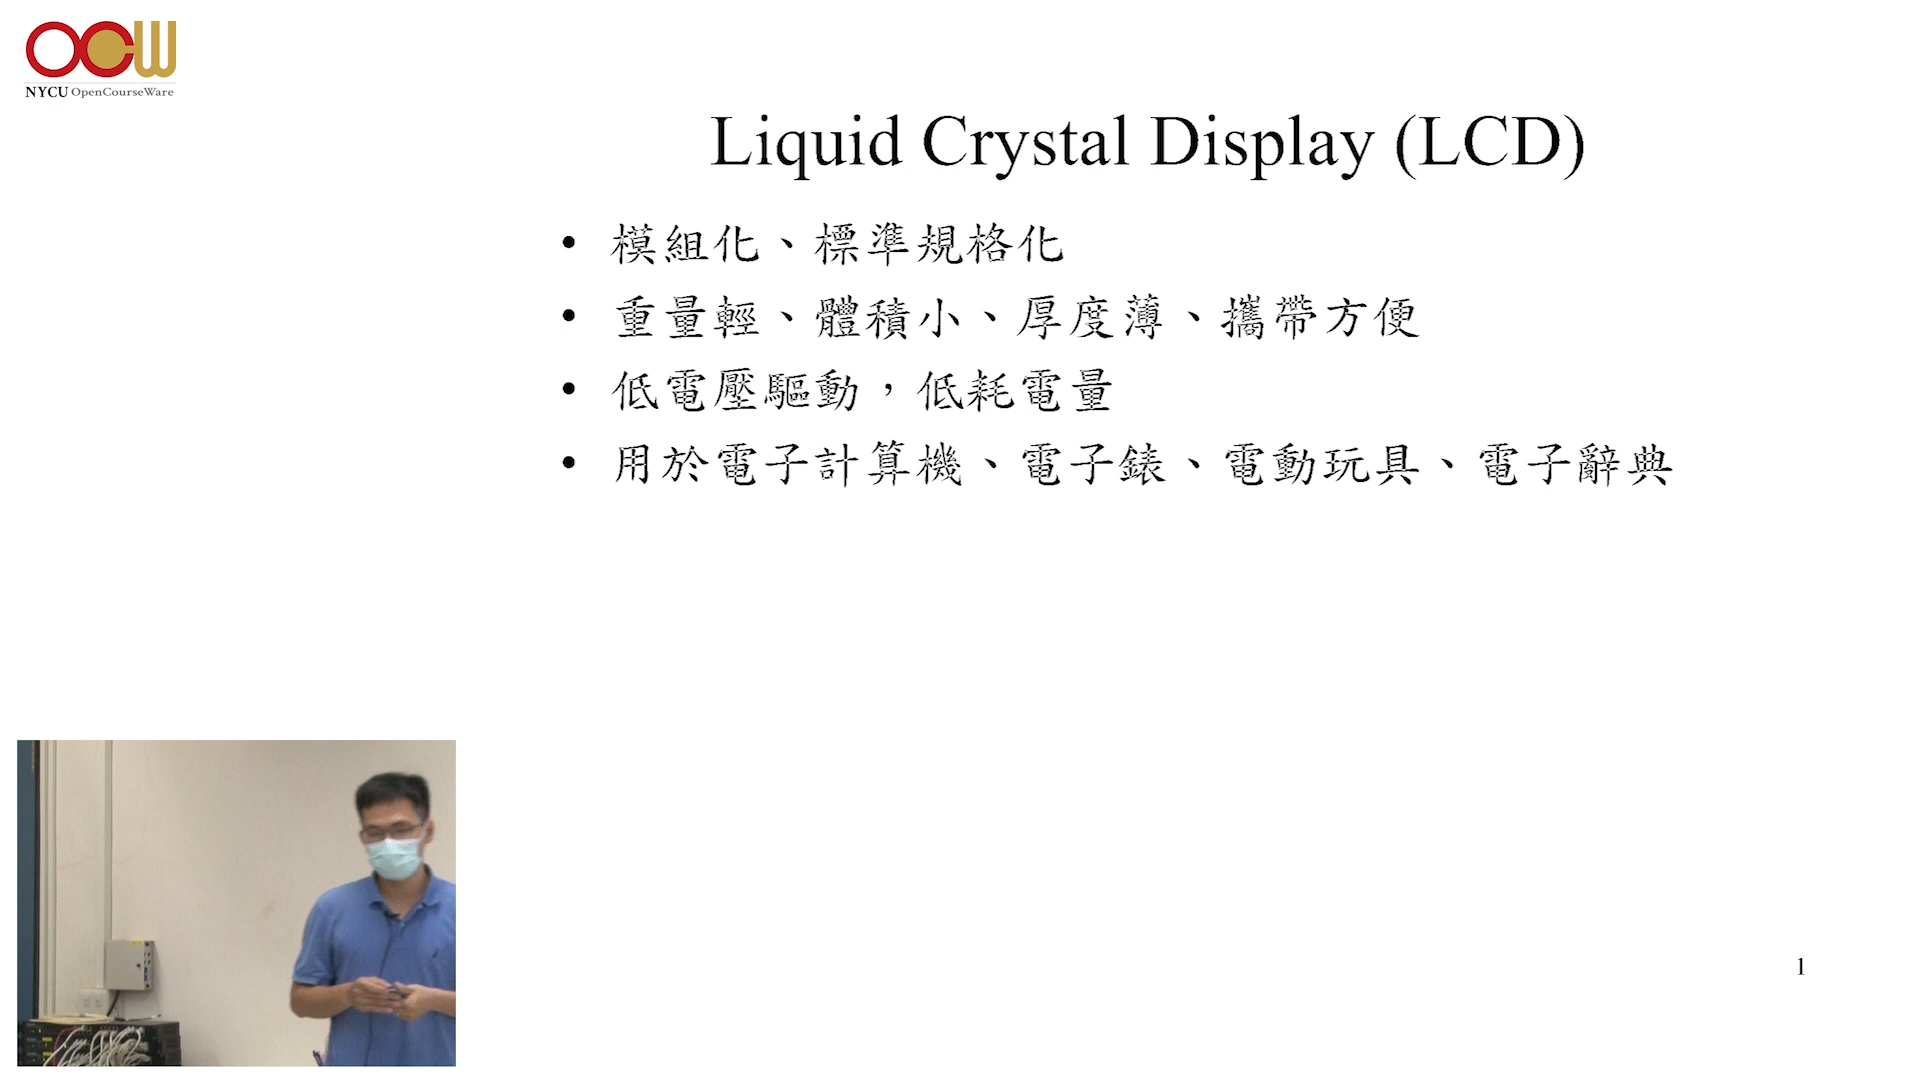 OCW
NYCU OpenCourseWare
Liquid Crystal Display (LCD)
• 模組化、標準規格化
• 重量輕、體積小、厚度薄、攜帶方便
• 低電壓驅動，低耗電量
• 用於電子計算機、電子錶、電動玩具、電子辭典
1